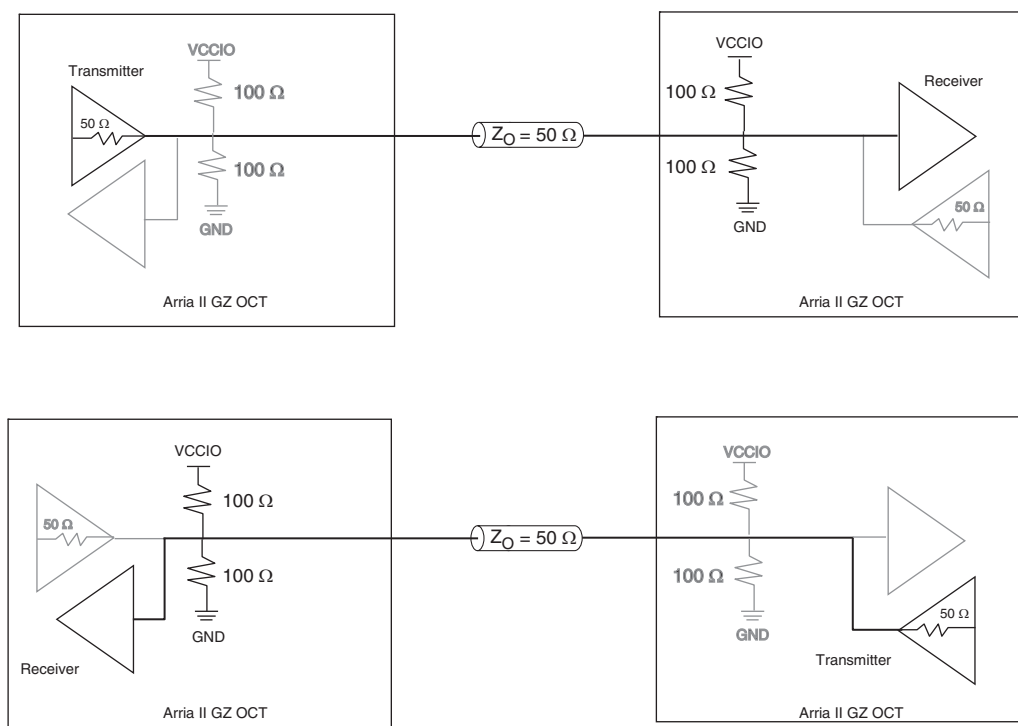 VCCIO
Transmitter
50 Ω
100 Ω
100 Ω
GND
Arria II GZ OCT
Z_O = 50 Ω
VCCIO
100 Ω
100 Ω
GND
Receiver
50 Ω
Arria II GZ OCT
VCCIO
50 Ω
100 Ω
100 Ω
GND
Receiver
Arria II GZ OCT
Z_O = 50 Ω
VCCIO
100 Ω
100 Ω
GND
50 Ω
Transmitter
Arria II GZ OCT